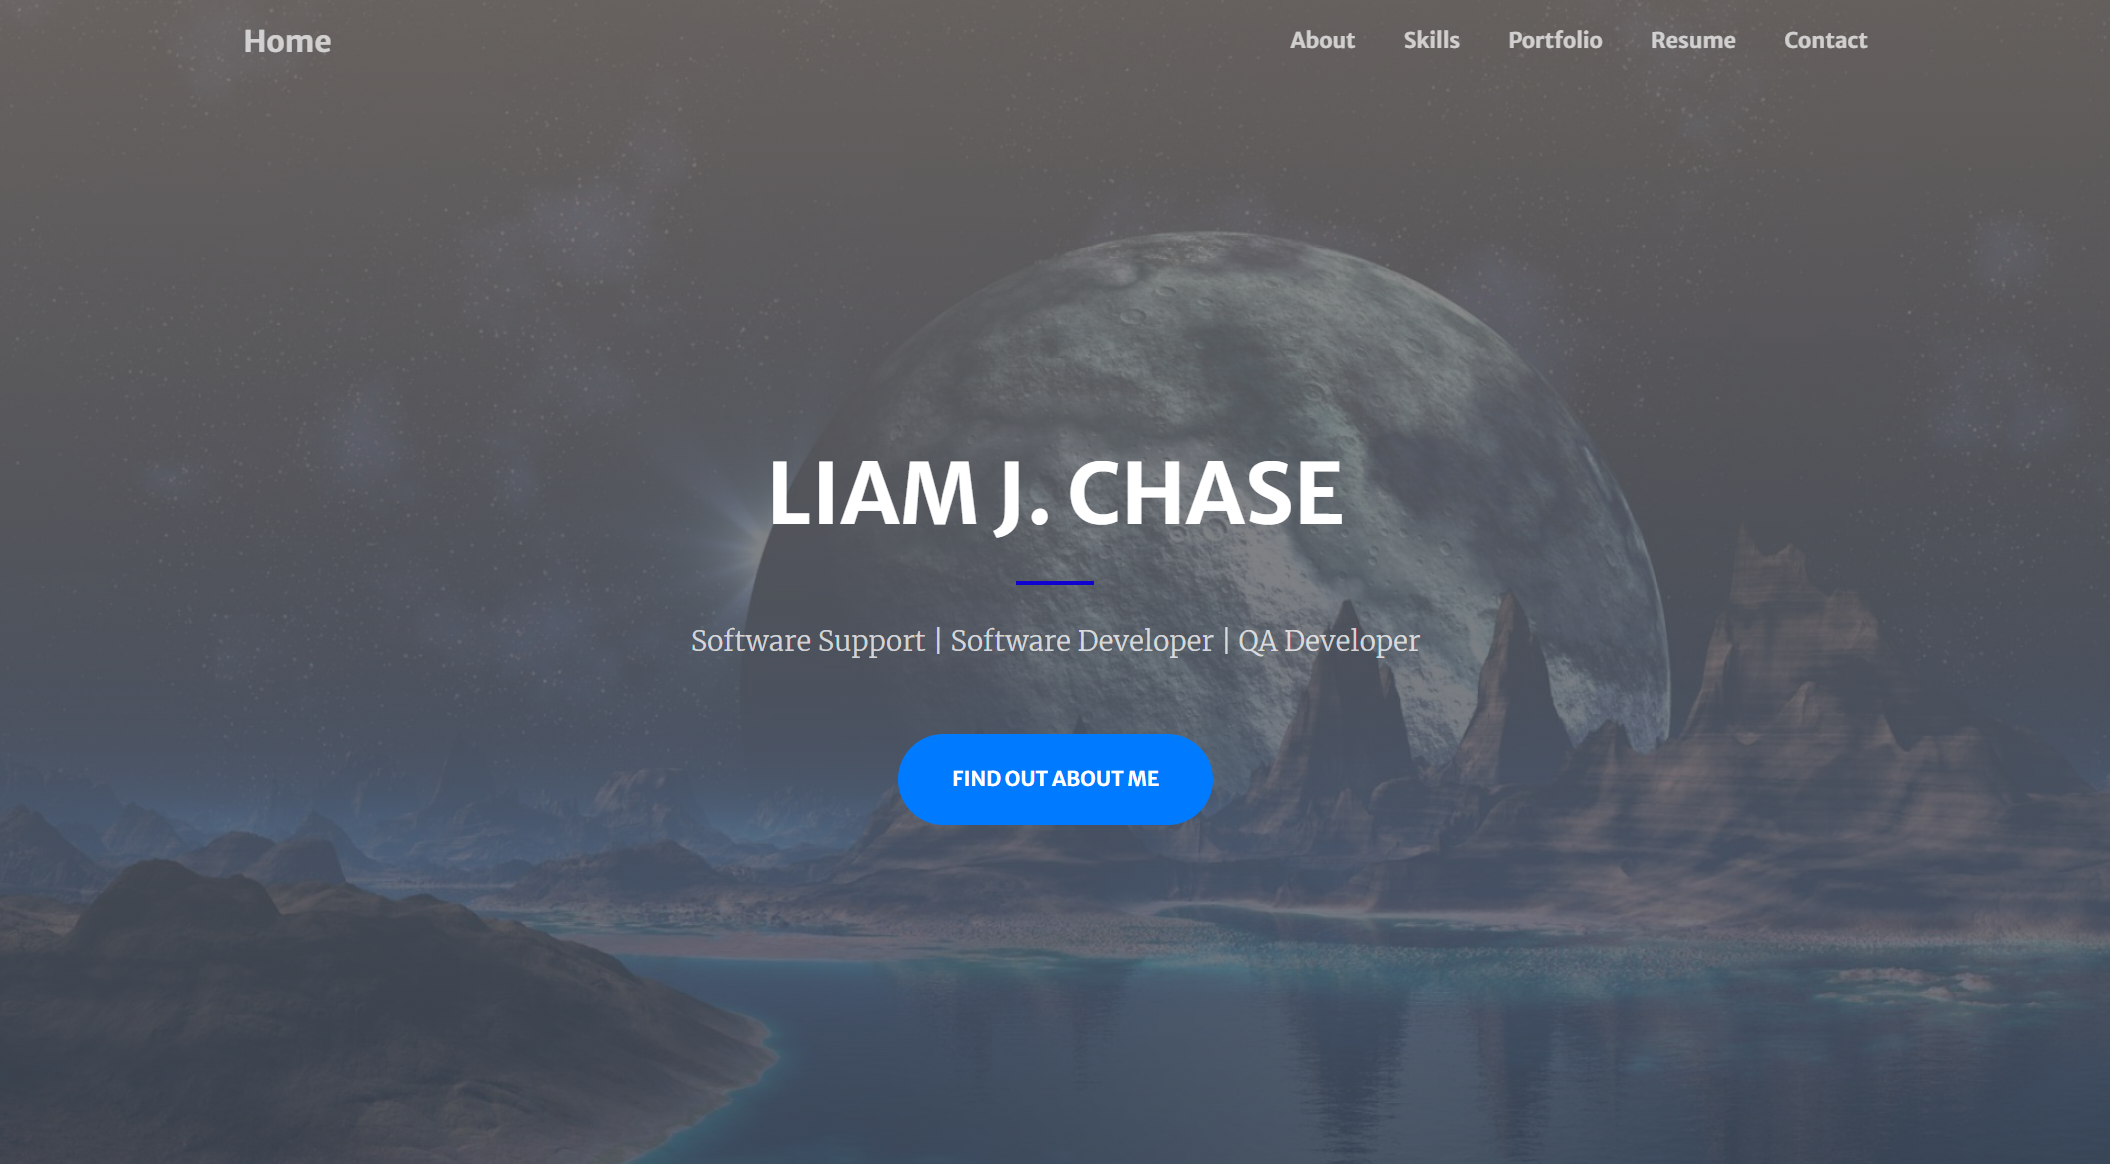 Home
About Skills Portfolio Resume Contact
LIAM J. CHASE
Software Support | Software Developer | QA Developer
FIND OUT ABOUT ME